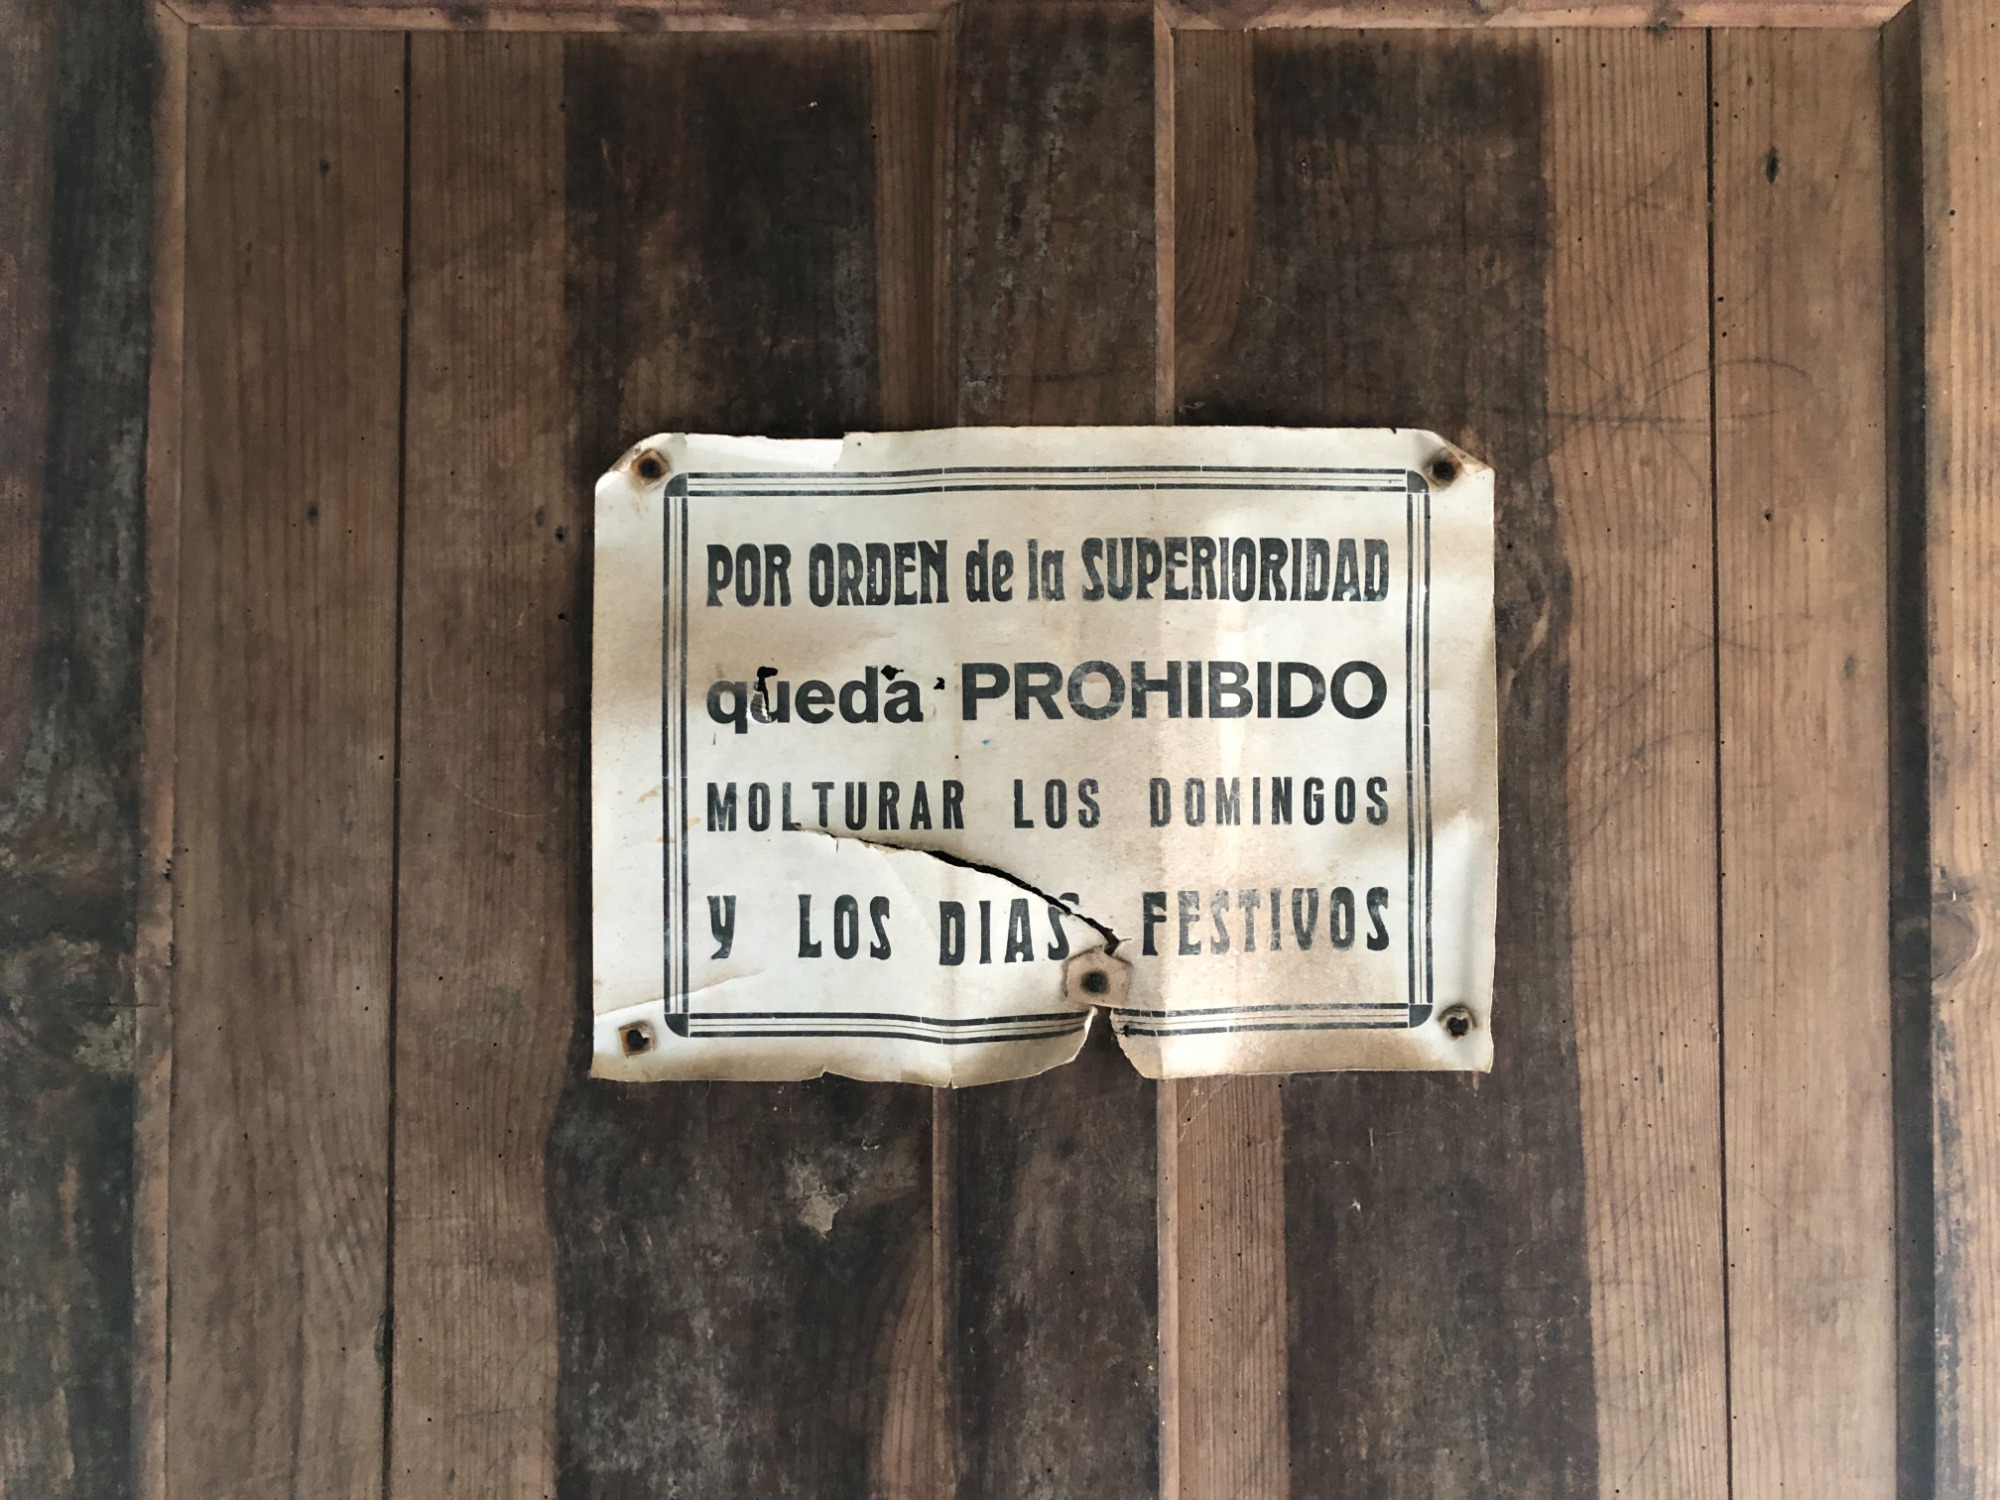 POR ORDEN de la SUPERIORIDAD
queda PROHIBIDO
MOLTURAR LOS DOMINGOS
y LOS DIAS FESTIVOS